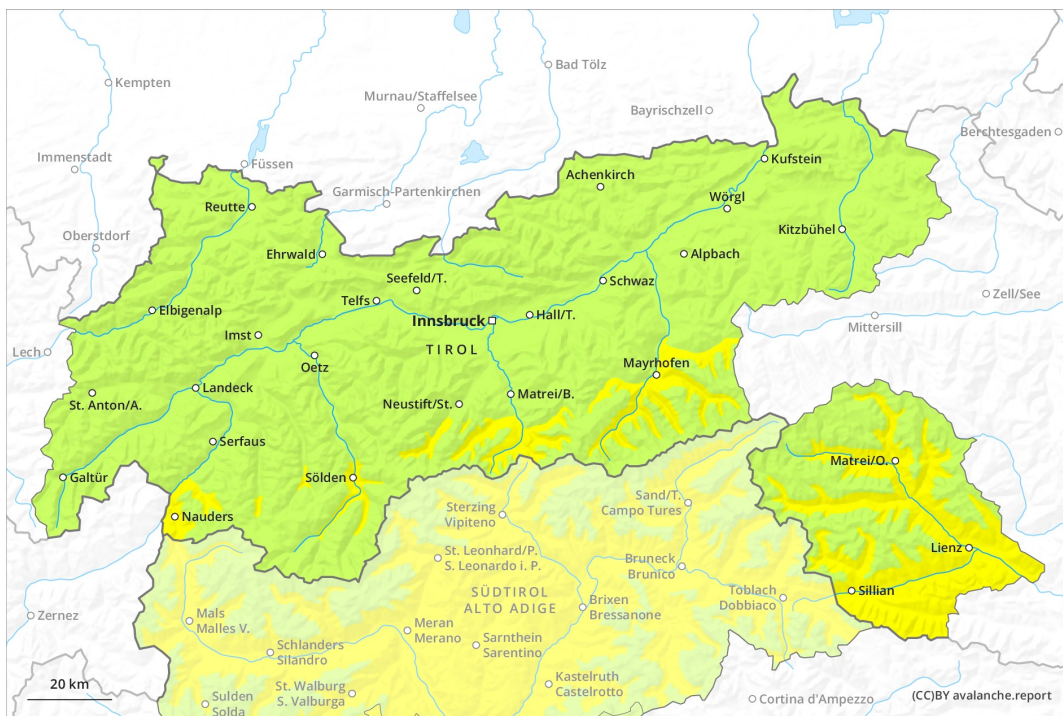 Kempten
Bad Tölz
Murnau/Staffelsee
Bayrischzell
Berchtesgaden
Immenstadt
Füssen
Kufstein
Achenkirch
Garmisch-Partenkirchen
Reutte
Wörgl
Oberstdorf
Kitzbühel
Ehrwald
Alpbach
Seefeld/T.
Schwaz
Zell/See
Telfs
Elbigenalp
Hall/T.
Innsbruck
Mittersill
Imst
TIROL
Lech
Oetz
Mayrhofen
Landeck
St. Anton/A.
Matrei/B.
Neustift/St.
Serfaus
Matrei/O.
Galtür
Sölden
Sand/T.
Campo Tures
Sterzing
Vipiteno
Nauders
Lienz
St. Leonhard/P.
S. Leonardo i. P.
Bruneck
Brunico
Sillian
Toblach
Dobbiaco
SÜDTIROL
ALTO ADIGE
Brixen
Bressanone
Zernez
Mals
Malles V.
Meran
Merano
Sarnthein
Sarentino
Schlanders
Silandro
Kastelruth
Castelrotto
20 km
St. Walburg
S. Valburga
Sulden
Solda
Cortina d'Ampezzo
(CC)BY avalanche.report